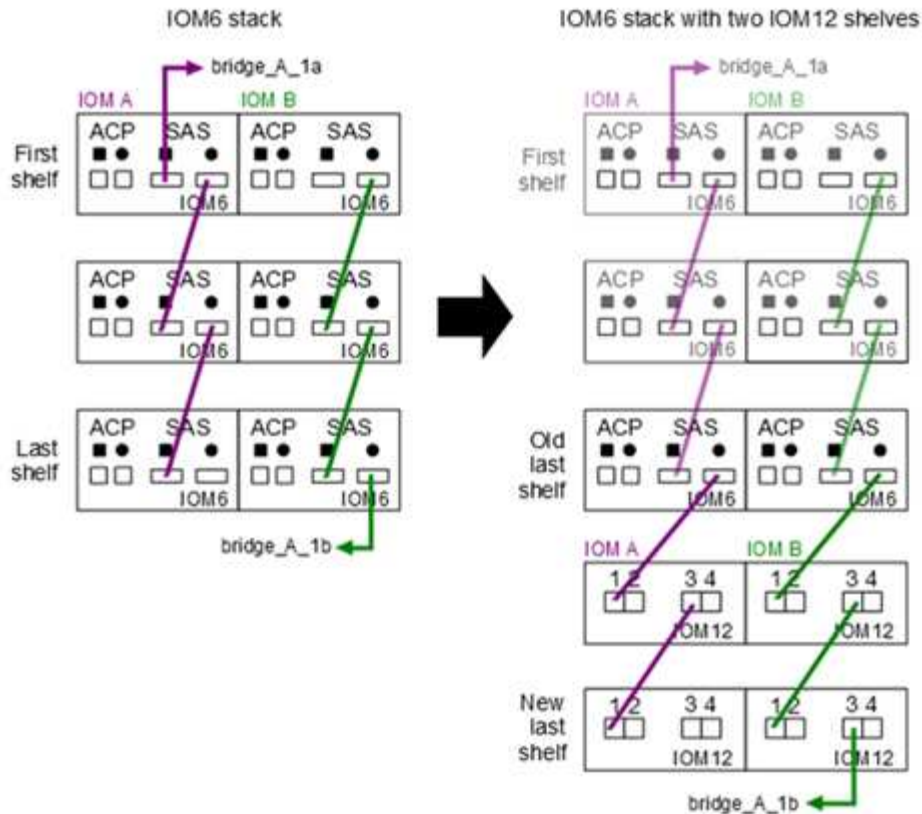 IOM6 stack
bridge_A_1a
IOM A IOM B
First shelf
ACP SAS ACP SAS
IOM6 IOM6
ACP SAS ACP SAS
IOM6 IOM6
Last shelf
ACP SAS ACP SAS
IOM6 IOM6
bridge_A_1b
IOM6 stack with two IOM12 shelves
bridge_A_1a
IOM A IOM B
First shelf
ACP SAS ACP SAS
IOM6 IOM6
ACP SAS ACP SAS
IOM6 IOM6
Old last shelf
ACP SAS ACP SAS
IOM6 IOM6
IOM A IOM B
1 2 3 4 1 2 3 4
IOM12 IOM12
New last shelf
1 2 3 4 1 2 3 4
IOM12 IOM12
bridge_A_1b